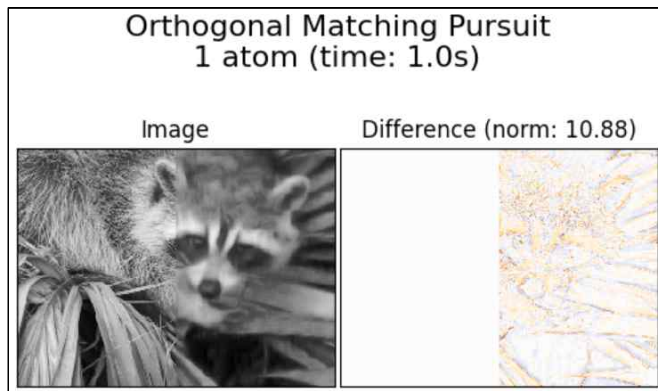 Orthogonal Matching Pursuit
1 atom (time: 1.0s)
Image
Difference (norm: 10.88)